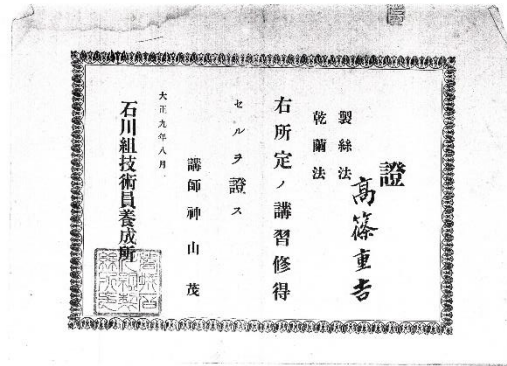 證
高篠重吉
製絲法
乾繭法
右所定ノ講習修得
セルヲ證ス
講師神山茂
大正九年八月
石川組技術員養成所